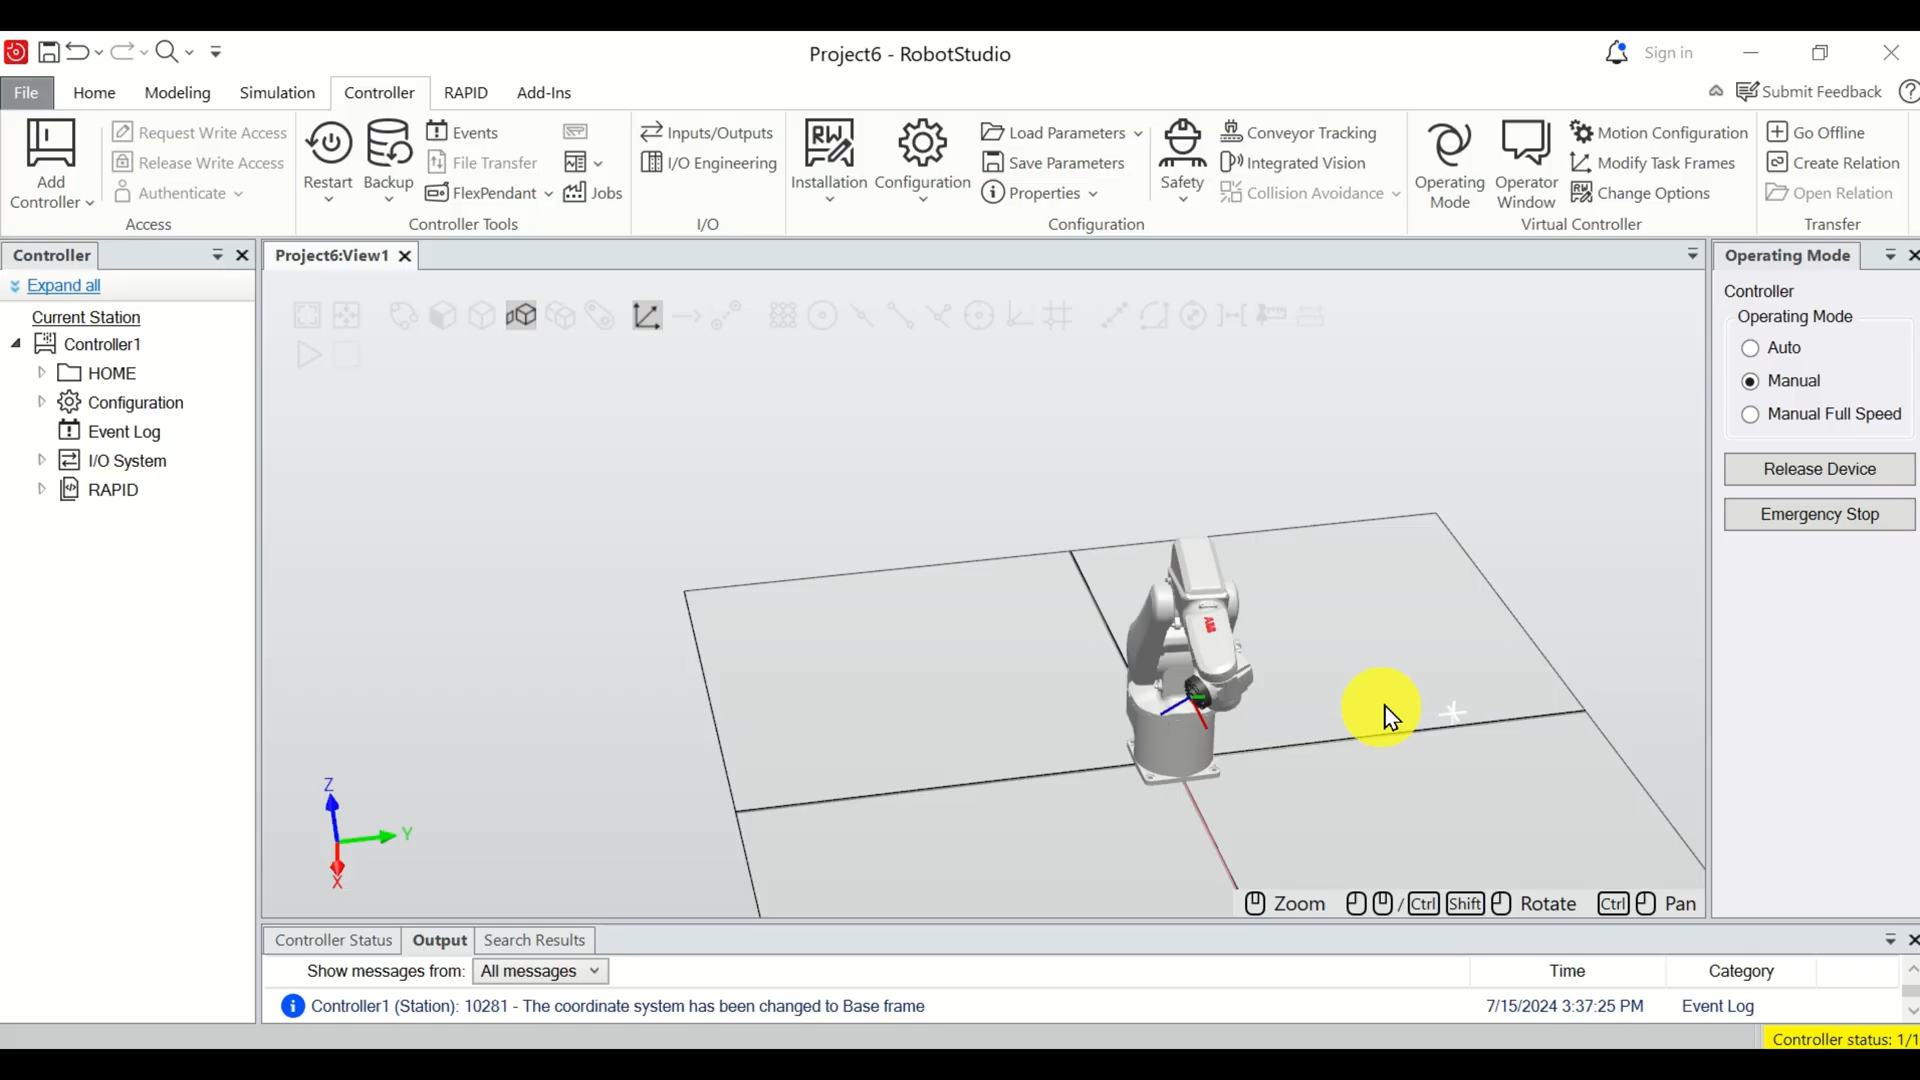 Project6 - RobotStudio
Sign in
File Home Modeling Simulation Controller RAPID Add-Ins
Submit Feedback
Add Controller
Request Write Access
Release Write Access
Authenticate
Access
Restart
Backup
Events
File Transfer
FlexPendant
Jobs
Controller Tools
Inputs/Outputs
I/O Engineering
I/O
Installation
Configuration
Load Parameters
Save Parameters
Properties
Safety
Conveyor Tracking
Integrated Vision
Collision Avoidance
Configuration
Operating Mode
Operator Window
Motion Configuration
Modify Task Frames
Change Options
Virtual Controller
Go Offline
Create Relation
Open Relation
Transfer
Controller
Expand all
Current Station
Controller1
HOME
Configuration
Event Log
I/O System
RAPID
Project6:View1
ABB
Z
Y
X
Zoom / Ctrl Shift Rotate Ctrl Pan
Operating Mode
Controller
Operating Mode
Auto
Manual
Manual Full Speed
Release Device
Emergency Stop
Controller Status Output Search Results
Show messages from: All messages Time Category
Controller1 (Station): 10281 - The coordinate system has been changed to Base frame 7/15/2024 3:37:25 PM Event Log
Controller status: 1/1